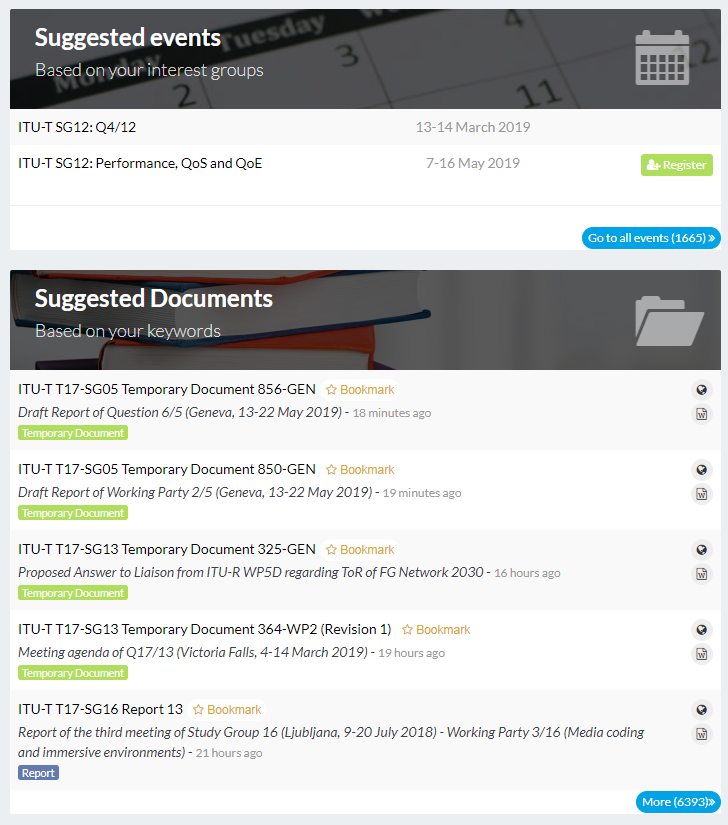 Suggested events
Based on your interest groups
Monday
Tuesday
2
3
4
11
12
ITU-T SG12: Q4/12 13-14 March 2019
ITU-T SG12: Performance, QoS and QoE 7-16 May 2019 Register
Go to all events (1665) »
Suggested Documents
Based on your keywords
ITU-T T17-SG05 Temporary Document 856-GEN ☆ Bookmark
Draft Report of Question 6/5 (Geneva, 13-22 May 2019) - 18 minutes ago
Temporary Document
ITU-T T17-SG05 Temporary Document 850-GEN ☆ Bookmark
Draft Report of Working Party 2/5 (Geneva, 13-22 May 2019) - 19 minutes ago
Temporary Document
ITU-T T17-SG13 Temporary Document 325-GEN ☆ Bookmark
Proposed Answer to Liaison from ITU-R WP5D regarding ToR of FG Network 2030 - 16 hours ago
Temporary Document
ITU-T T17-SG13 Temporary Document 364-WP2 (Revision 1) ☆ Bookmark
Meeting agenda of Q17/13 (Victoria Falls, 4-14 March 2019) - 19 hours ago
Temporary Document
ITU-T T17-SG16 Report 13 ☆ Bookmark
Report of the third meeting of Study Group 16 (Ljubljana, 9-20 July 2018) - Working Party 3/16 (Media coding
and immersive environments) - 21 hours ago
Report
More (6393)»